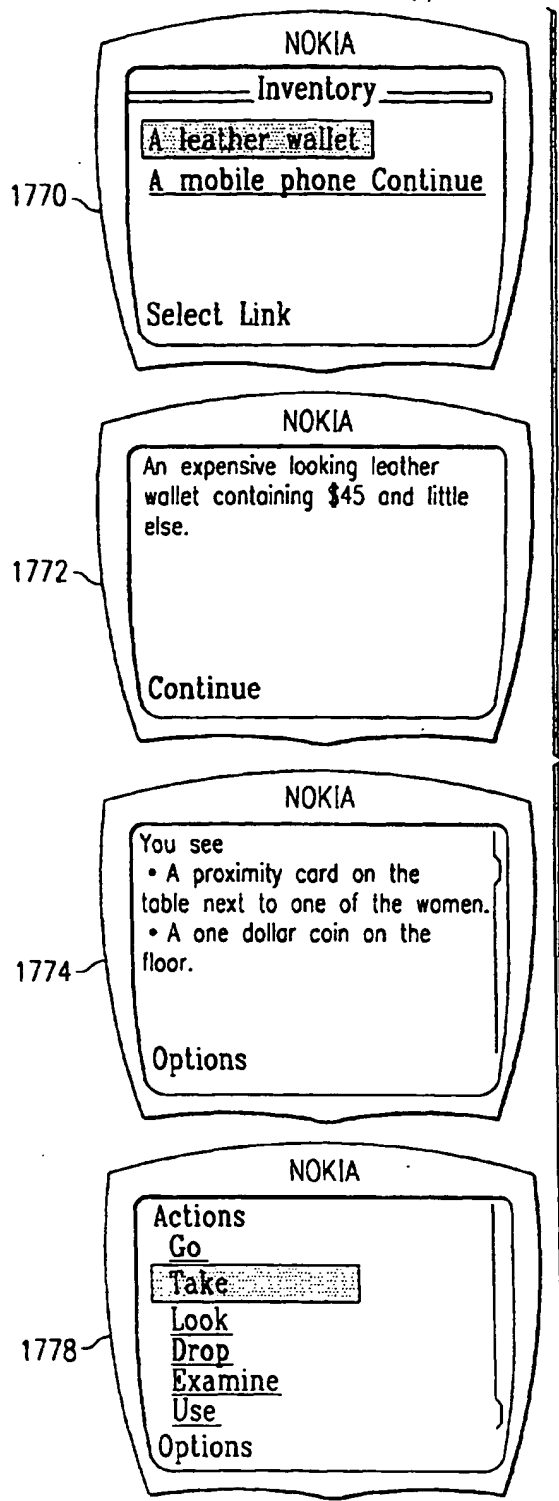 NOKIA
Inventory
A leather wallet
A mobile phone Continue
1770
Select Link
NOKIA
An expensive looking leather
wallet containing $45 and little
else.
1772
Continue
NOKIA
You see
• A proximity card on the
table next to one of the women.
• A one dollar coin on the
floor.
1774
Options
NOKIA
Actions
Go
Take
Look
Drop
Examine
Use
1778
Options